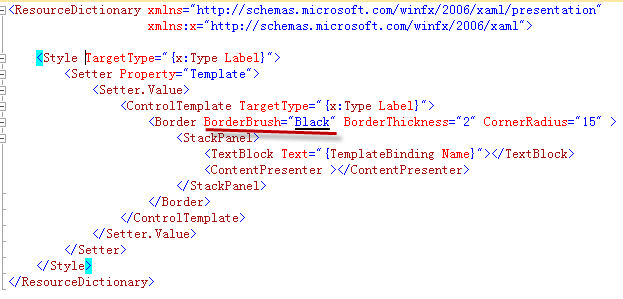 <ResourceDictionary xmlns="http://schemas.microsoft.com/winfx/2006/xaml/presentation"
xmlns:x="http://schemas.microsoft.com/winfx/2006/xaml">
<Style TargetType="{x:Type Label}">
<Setter Property="Template">
<Setter.Value>
<ControlTemplate TargetType="{x:Type Label}">
<Border BorderBrush="Black" BorderThickness="2" CornerRadius="15" >
<StackPanel>
<TextBlock Text="{TemplateBinding Name}"></TextBlock>
<ContentPresenter ></ContentPresenter>
</StackPanel>
</Border>
</ControlTemplate>
</Setter.Value>
</Setter>
</Style>
</ResourceDictionary>